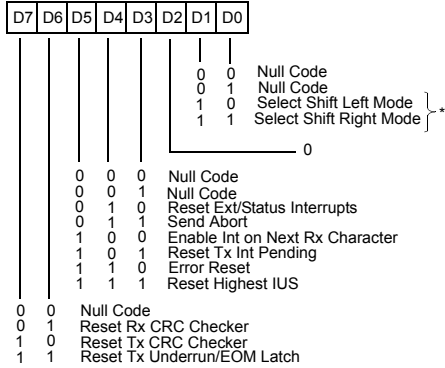 D7 D6 D5 D4 D3 D2 D1 D0
0 0 Null Code
0 1 Null Code
1 0 Select Shift Left Mode
1 1 Select Shift Right Mode
*
0
0 0 0 Null Code
0 0 1 Null Code
0 1 0 Reset Ext/Status Interrupts
0 1 1 Send Abort
1 0 0 Enable Int on Next Rx Character
1 0 1 Reset Tx Int Pending
1 1 0 Error Reset
1 1 1 Reset Highest IUS
0 0 Null Code
0 1 Reset Rx CRC Checker
1 0 Reset Tx CRC Checker
1 1 Reset Tx Underrun/EOM Latch